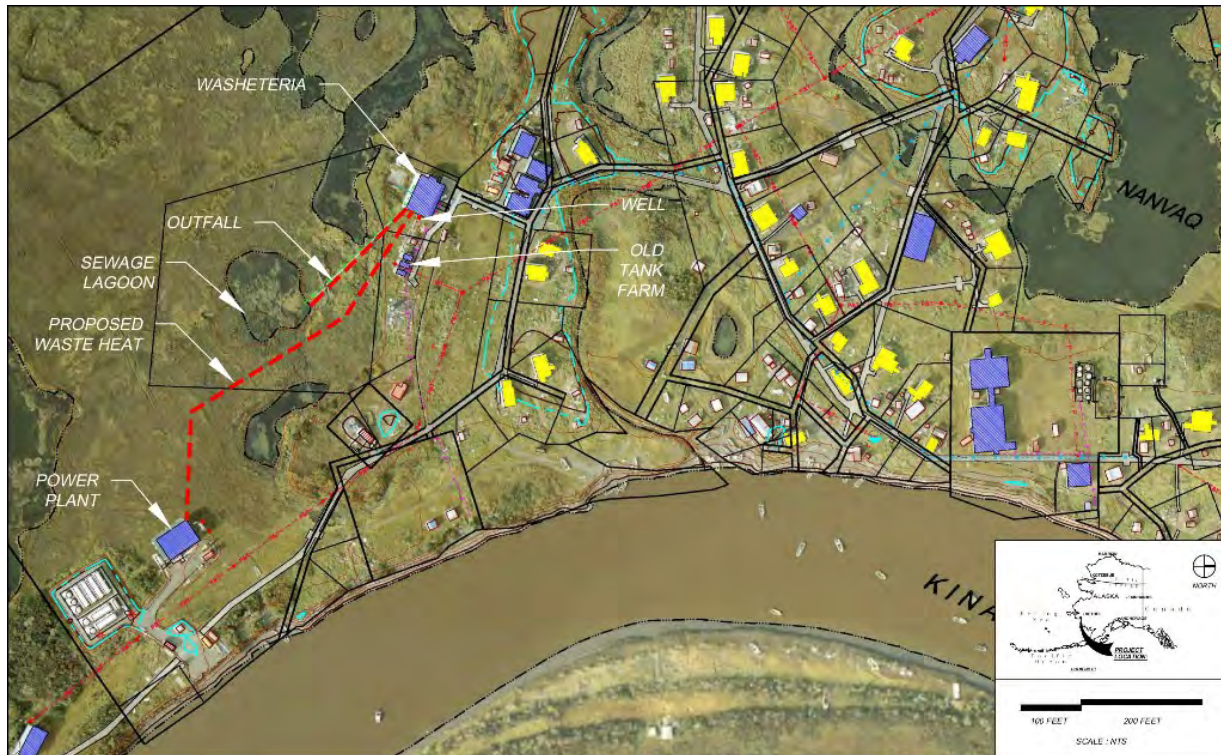 WASHETERIA
NANVAQ
WELL
OUTFALL
OLD
TANK
FARM
SEWAGE
LAGOON
PROPOSED
WASTE HEAT
POWER
PLANT
KINA
NORTH
ALASKA
Canada
PROJECT
LOCATION
100 FEET
200 FEET
SCALE : NTS